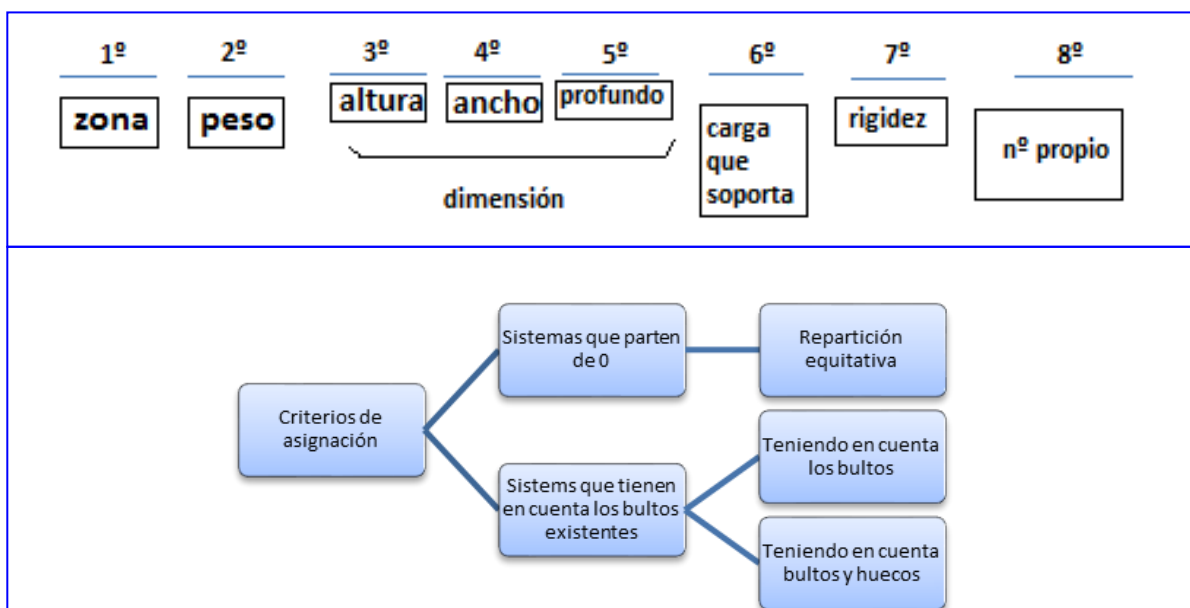 1º 2º 3º 4º 5º 6º 7º 8º
zona peso altura ancho profundo
carga
que
soporta
rigidez
nº propio
dimensión
Criterios de
asignación
Sistemas que parten
de 0
Repartición
equitativa
Sistems que tienen
en cuenta los bultos
existentes
Teniendo en cuenta
los bultos
Teniendo en cuenta
bultos y huecos